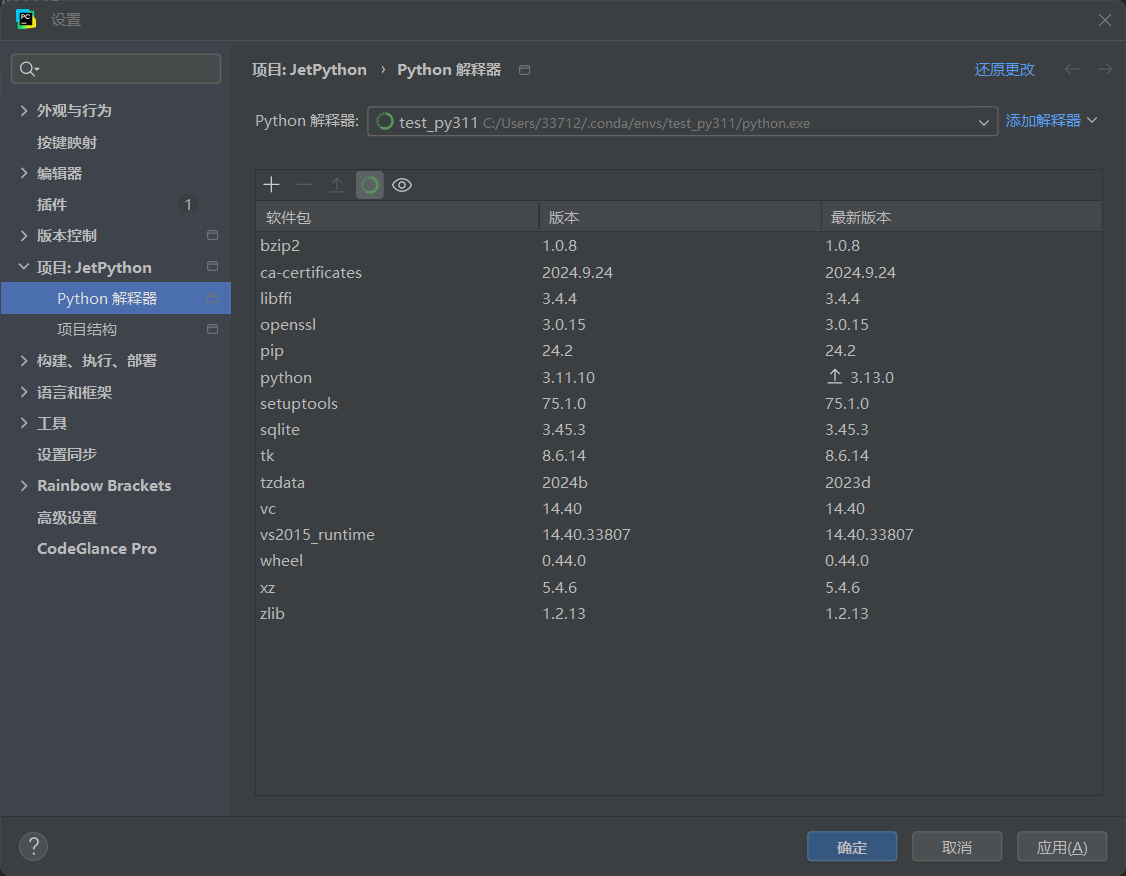 PC
设置
外观与行为
按键映射
编辑器
插件 1
版本控制
项目: JetPython
Python 解释器
项目结构
构建、执行、部署
语言和框架
工具
设置同步
Rainbow Brackets
高级设置
CodeGlance Pro
项目: JetPython › Python 解释器 还原更改
Python 解释器: test_py311 C:/Users/33712/.conda/envs/test_py311/python.exe 添加解释器
软件包 版本 最新版本
bzip2 1.0.8 1.0.8
ca-certificates 2024.9.24 2024.9.24
libffi 3.4.4 3.4.4
openssl 3.0.15 3.0.15
pip 24.2 24.2
python 3.11.10 3.13.0
setuptools 75.1.0 75.1.0
sqlite 3.45.3 3.45.3
tk 8.6.14 8.6.14
tzdata 2024b 2023d
vc 14.40 14.40
vs2015_runtime 14.40.33807 14.40.33807
wheel 0.44.0 0.44.0
xz 5.4.6 5.4.6
zlib 1.2.13 1.2.13
? 确定 取消 应用(A)